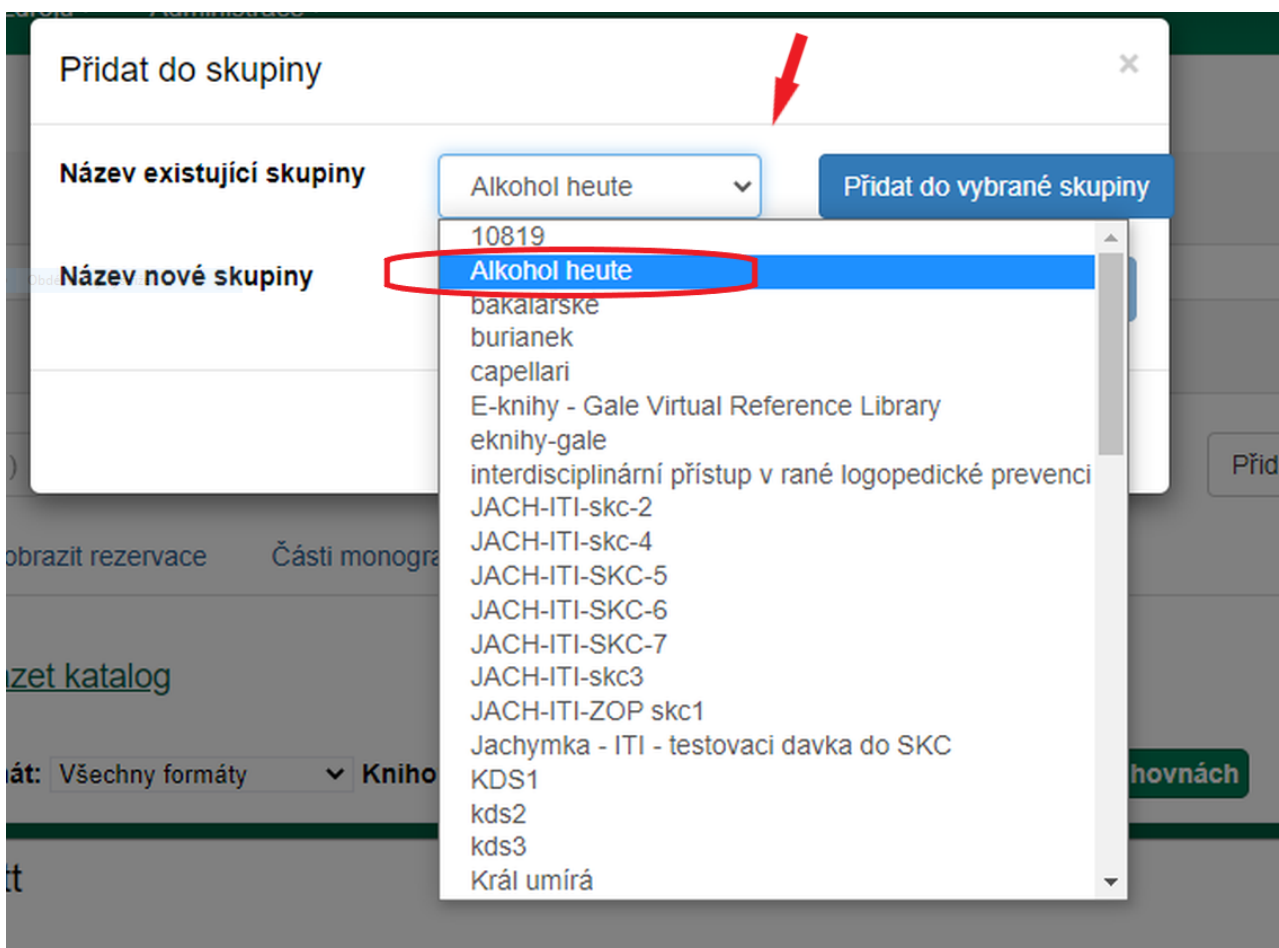 Administrace
Přidat do skupiny
×
Název existující skupiny
Alkohol heute
Přidat do vybrané skupiny
Název nové skupiny
10819
Alkohol heute
bakalarske
burianek
capellari
E-knihy - Gale Virtual Reference Library
eknihy-gale
interdisciplinární přístup v rané logopedické prevenci
JACH-ITI-skc-2
JACH-ITI-skc-4
JACH-ITI-SKC-5
JACH-ITI-SKC-6
JACH-ITI-SKC-7
JACH-ITI-skc3
JACH-ITI-ZOP skc1
Jachymka - ITI - testovaci davka do SKC
KDS1
kds2
kds3
Král umírá
)
Přid
obrazit rezervace
Části monogra
azet katalog
mát: Všechny formáty
Kniho
hovnách
tt